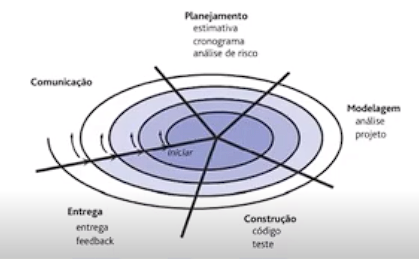 Planejamento
estimativa
cronograma
análise de risco
Comunicação
Modelagem
análise
projeto
iniciar
Entrega
entrega
feedback
Construção
código
teste